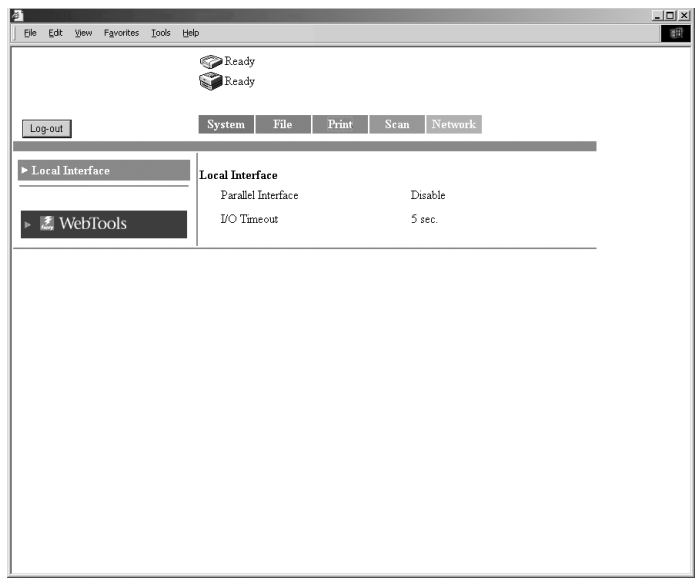 File Edit View Favorites Tools Help
Ready
Ready
Log-out
System File Print Scan Network
Local Interface
WebTools
Local Interface
Parallel Interface Disable
I/O Timeout 5 sec.